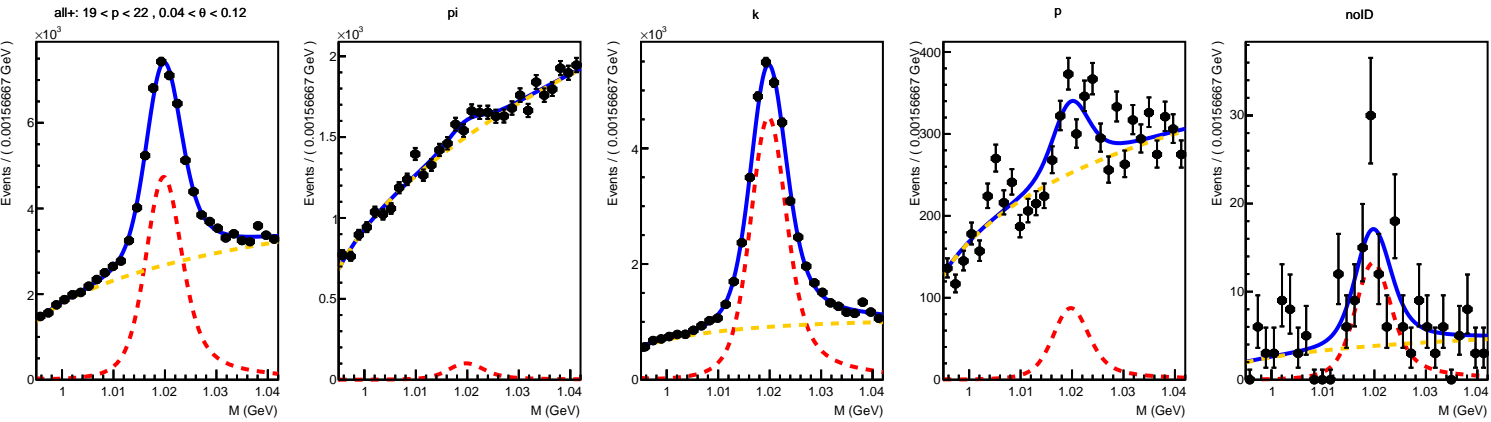 all+: 19 < p < 22 , 0.04 < θ < 0.12
×10³
Events / ( 0.00156667 GeV )
6
4
2
0
1 1.01 1.02 1.03 1.04
M (GeV)
pi
×10³
Events / ( 0.00156667 GeV )
2
1.5
1
0.5
0
1 1.01 1.02 1.03 1.04
M (GeV)
k
×10³
Events / ( 0.00156667 GeV )
4
2
0
1 1.01 1.02 1.03 1.04
M (GeV)
p
Events / ( 0.00156667 GeV )
400
300
200
100
0
1 1.01 1.02 1.03 1.04
M (GeV)
noID
Events / ( 0.00156667 GeV )
30
20
10
0
1 1.01 1.02 1.03 1.04
M (GeV)